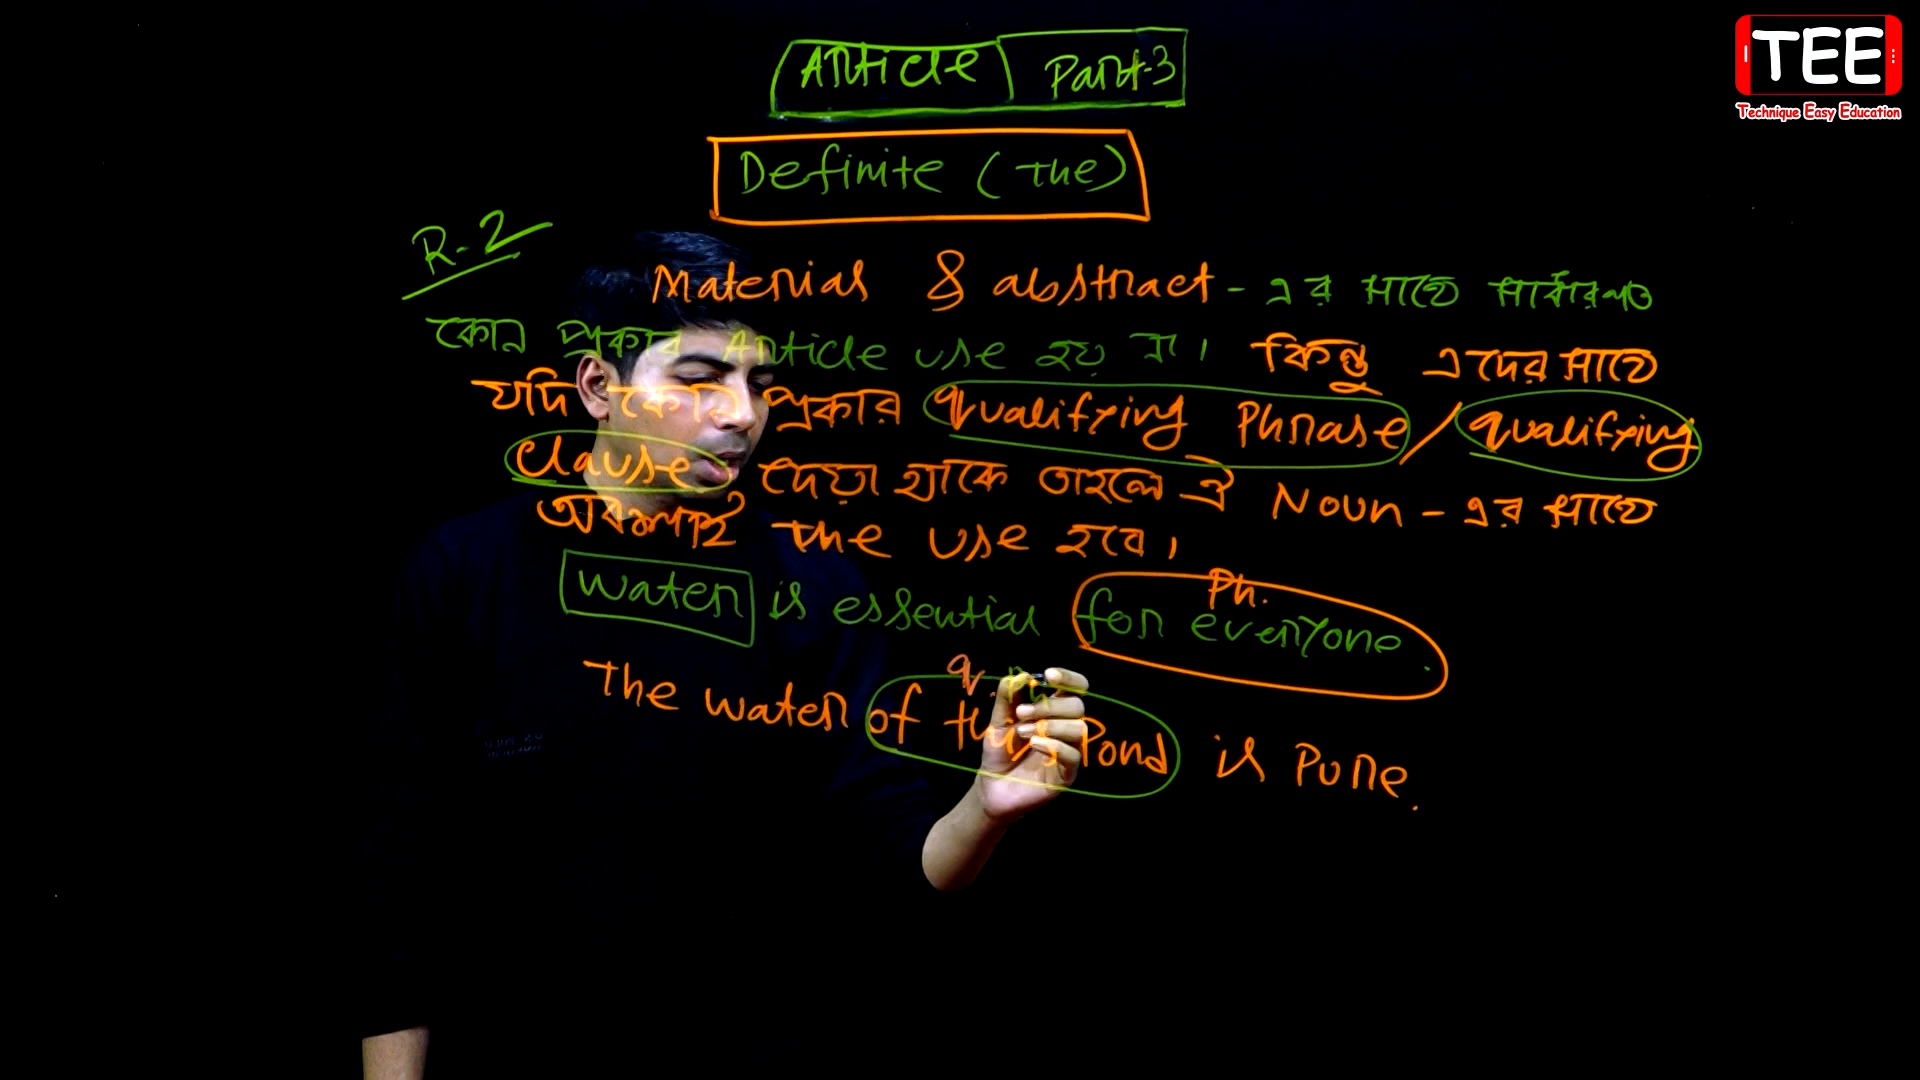 TEE
Technique Easy Education
Article Part-3
Definite (The)
R-2
Material & abstract - এর সাথে সাধারণত
কোন প্রকার Article use হয় না। কিন্তু এদের সাথে
যদি কোন প্রকার qualifying Phrase / qualifying
clause দেয়া থাকে তাহলে ঐ Noun - এর সাথে
অবশ্যই The use হবে।
Ph.
water is essential for everyone.
q. Ph
The water of this Pond is Pure.